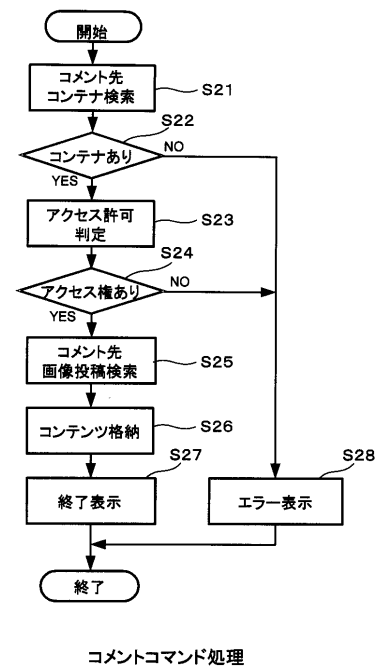 開始
コメント先
コンテナ検索
S21
S22
コンテナあり
NO
YES
アクセス許可
判定
S23
S24
アクセス権あり
NO
YES
コメント先
画像投稿検索
S25
コンテンツ格納
S26
S27
終了表示
S28
エラー表示
終了
コメントコマンド処理